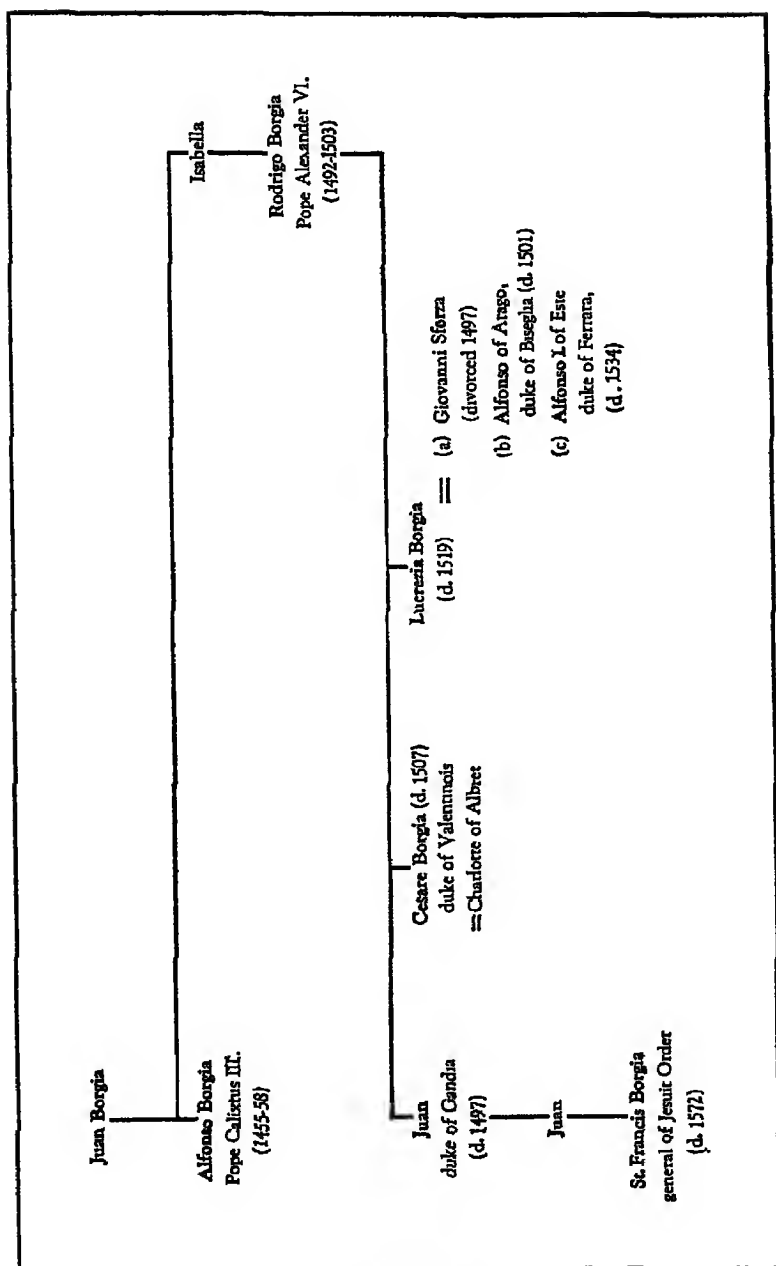 Juan Borgia
Alfonso Borgia
Pope Calixtus III.
(1455-58)
Isabella
Rodrigo Borgia
Pope Alexander VI.
(1492-1503)
Juan
duke of Gandia
(d. 1497)
Juan
St. Francis Borgia
general of Jesuit Order
(d. 1572)
Cesare Borgia (d. 1507)
duke of Valentinois
=Charlotte of Albret
Lucrezia Borgia
(d. 1519)
=
(a) Giovanni Sforza
(divorced 1497)
(b) Alfonso of Arago,
duke of Biseglia (d. 1501)
(c) Alfonso I. of Este
duke of Ferrara,
(d. 1534)